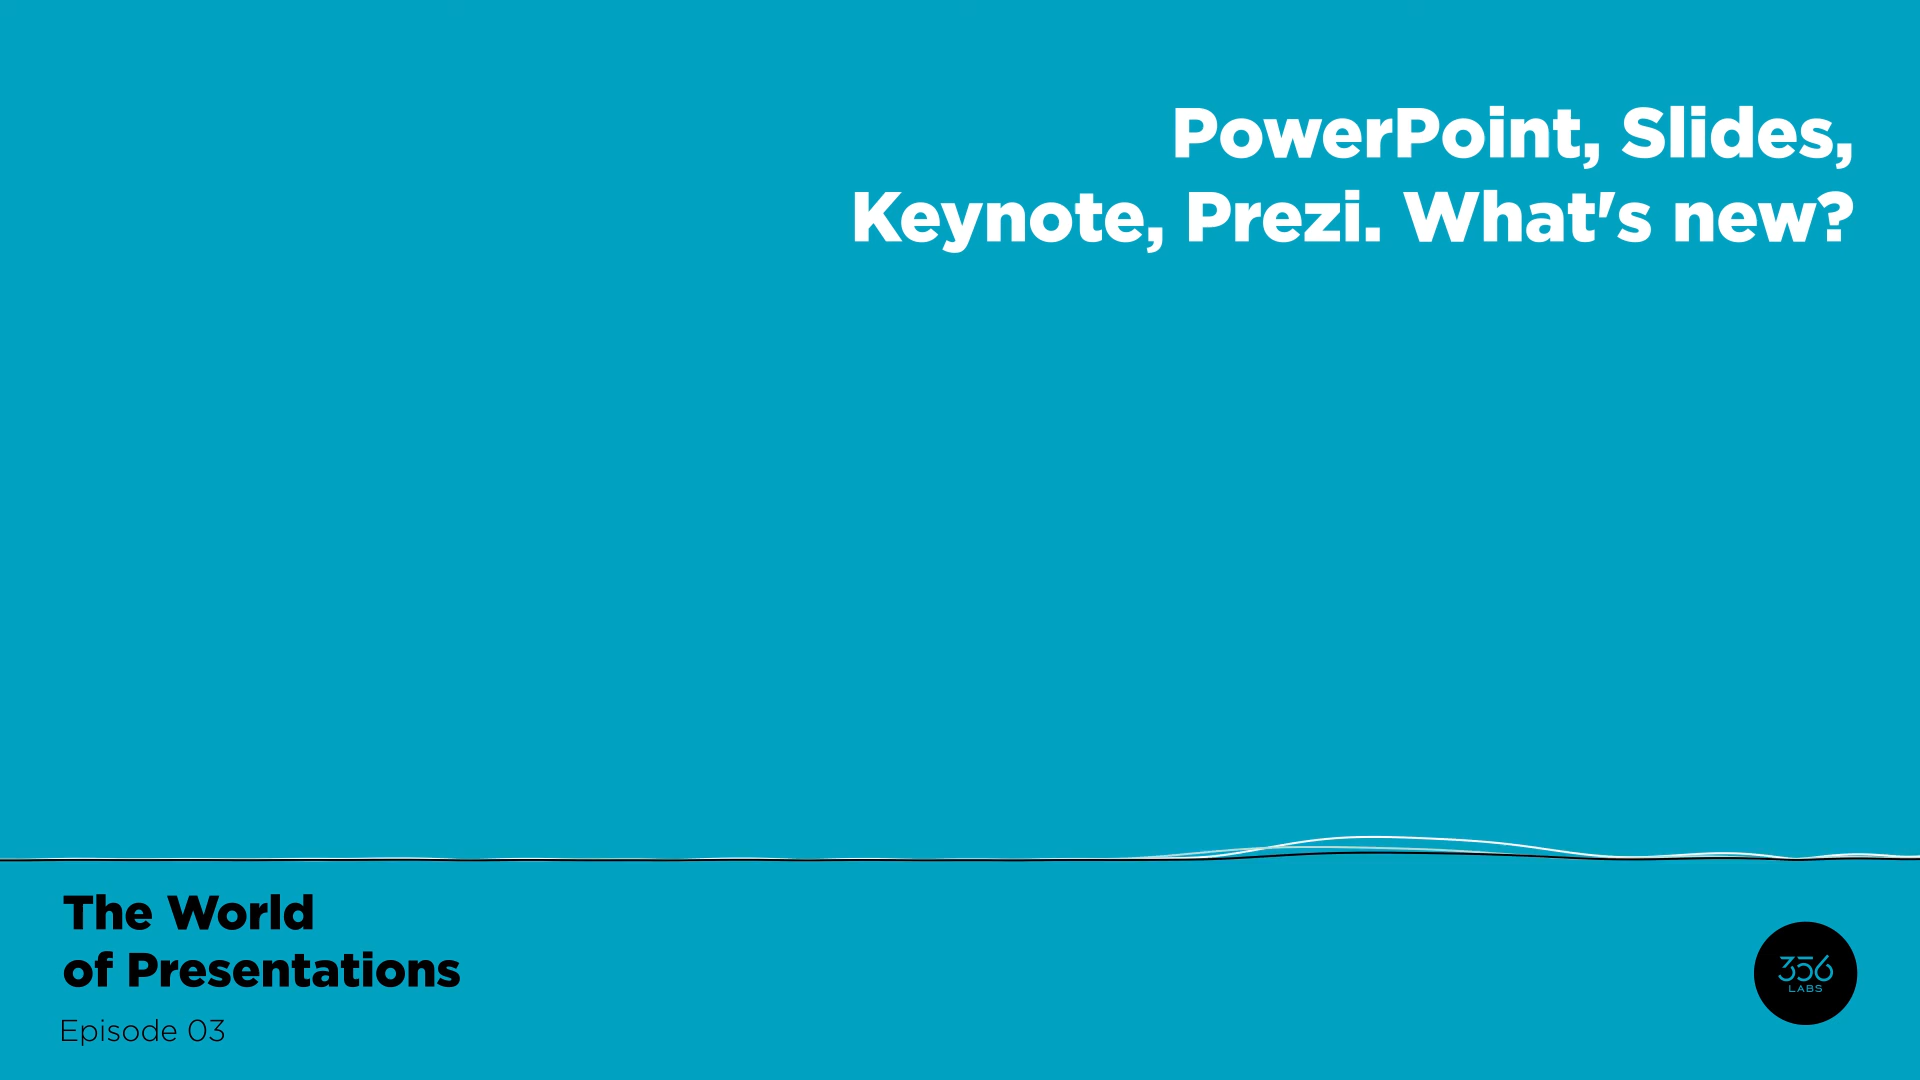 PowerPoint, Slides,
Keynote, Prezi. What's new?
The World
of Presentations
Episode 03
356
LABS